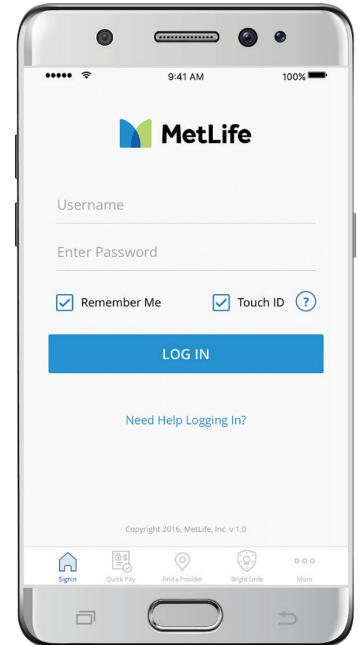 9:41 AM 100%
MetLife
Username
Enter Password
Remember Me Touch ID ?
LOG IN
Need Help Logging In?
Copyright 2016, MetLife, Inc. v 1.0
Signin Quick Pay Find a Provider Bright Smile More